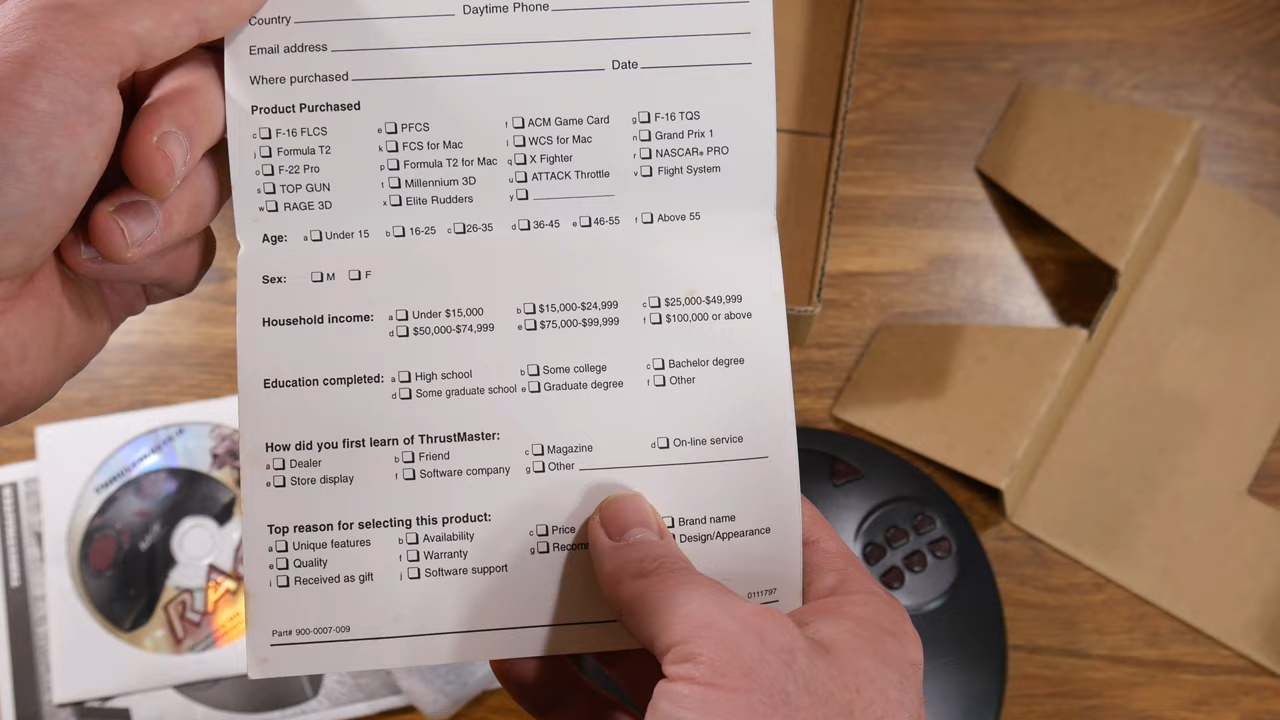 Country Daytime Phone
Email address
Where purchased Date
Product Purchased
c F-16 FLCS e PFCS f ACM Game Card g F-16 TQS
j Formula T2 k FCS for Mac l WCS for Mac n Grand Prix 1
o F-22 Pro p Formula T2 for Mac q X Fighter r NASCAR® PRO
s TOP GUN t Millennium 3D u ATTACK Throttle v Flight System
w RAGE 3D x Elite Rudders y
Age: a Under 15 b 16-25 c 26-35 d 36-45 e 46-55 f Above 55
Sex: M F
Household income: a Under $15,000 b $15,000-$24,999 c $25,000-$49,999
d $50,000-$74,999 e $75,000-$99,999 f $100,000 or above
Education completed: a High school b Some college c Bachelor degree
d Some graduate school e Graduate degree f Other
How did you first learn of ThrustMaster:
a Dealer b Friend c Magazine d On-line service
e Store display f Software company g Other
Top reason for selecting this product:
a Unique features b Availability c Price Brand name
e Quality f Warranty g Design/Appearance
i Received as gift j Software support
Part# 900-0007-009 0111797
RA